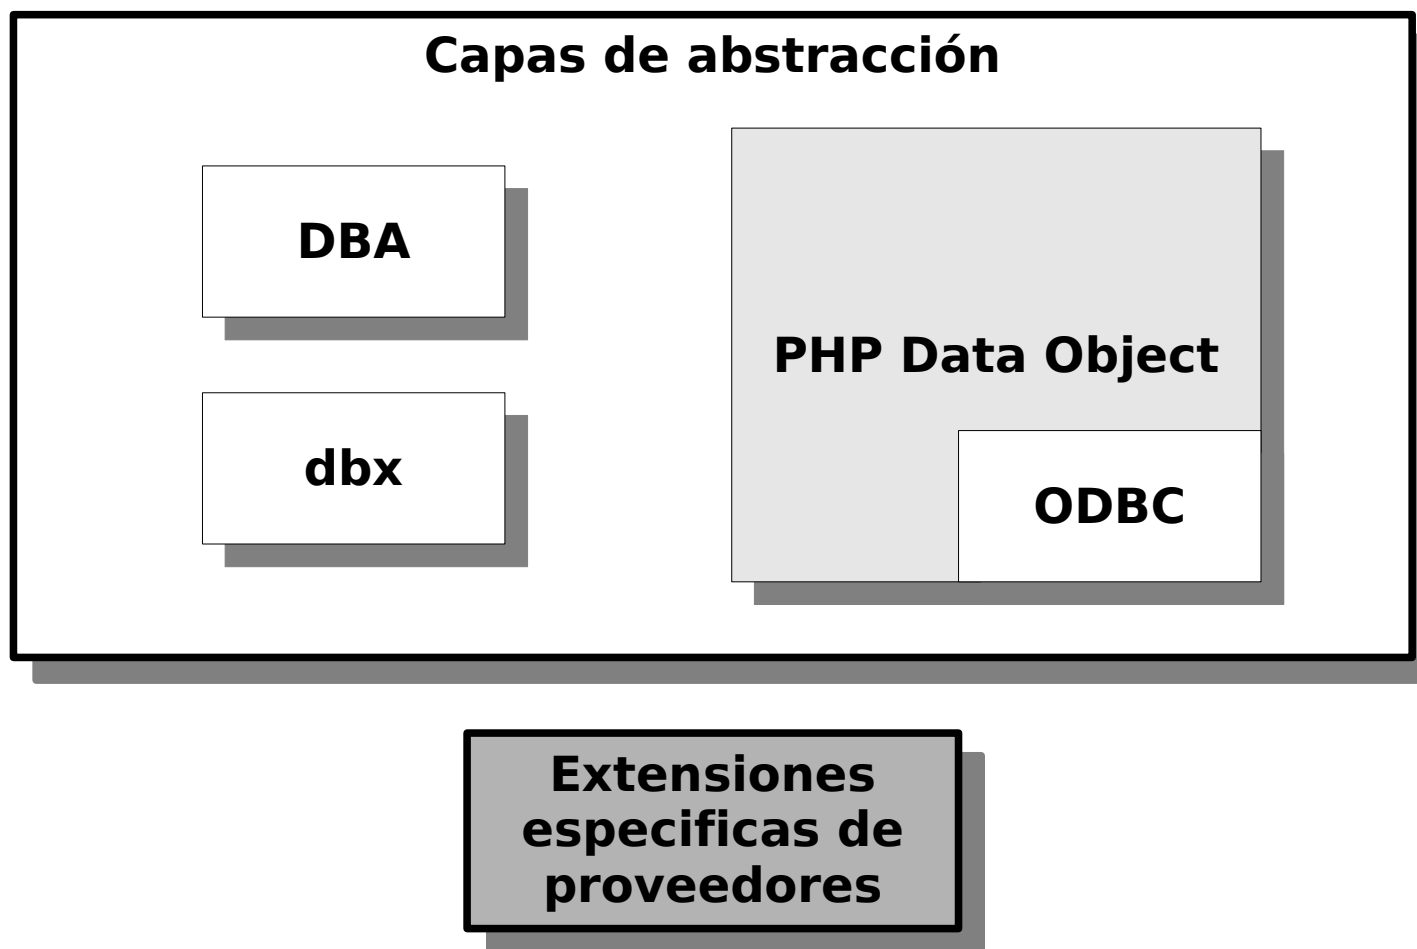 Capas de abstracción
DBA
dbx
PHP Data Object
ODBC
Extensiones
especificas de
proveedores